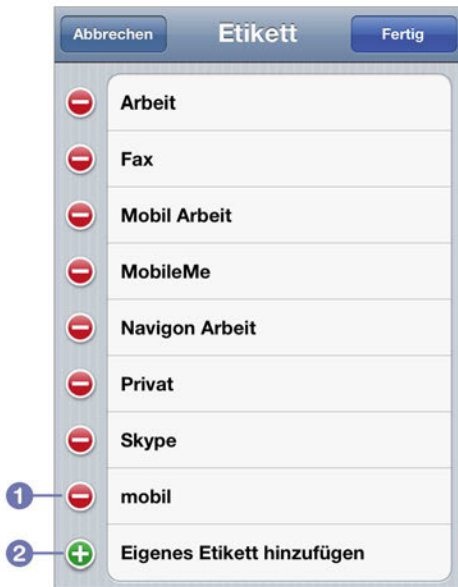 Abbrechen Etikett Fertig
Arbeit
Fax
Mobil Arbeit
MobileMe
Navigon Arbeit
Privat
Skype
1 mobil
2 Eigenes Etikett hinzufügen